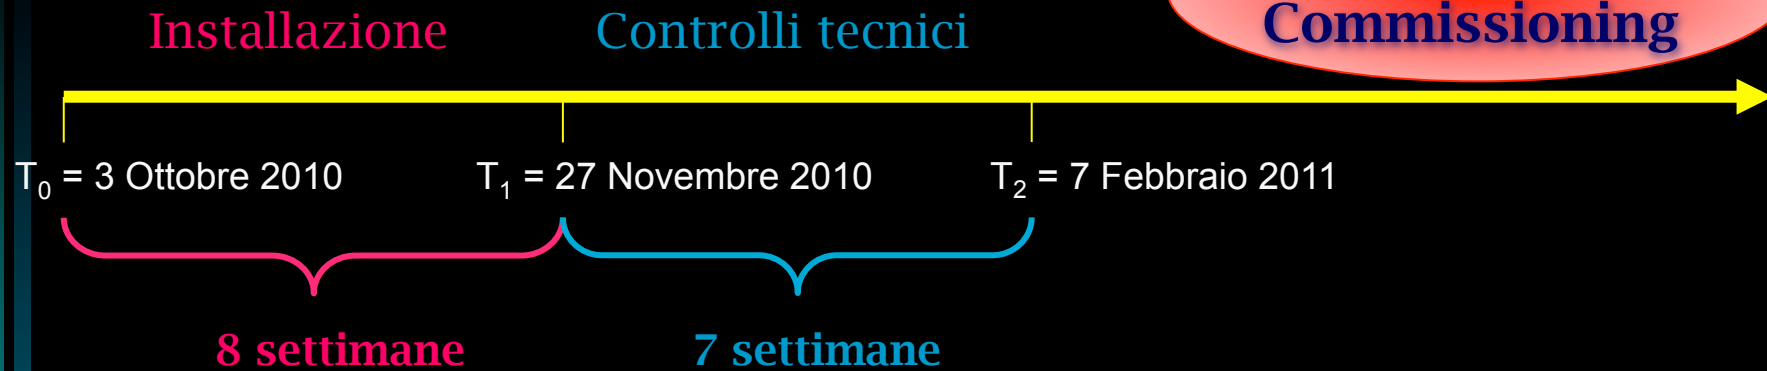 Installazione Controlli tecnici Commissioning
T₀ = 3 Ottobre 2010 T₁ = 27 Novembre 2010 T₂ = 7 Febbraio 2011
8 settimane 7 settimane